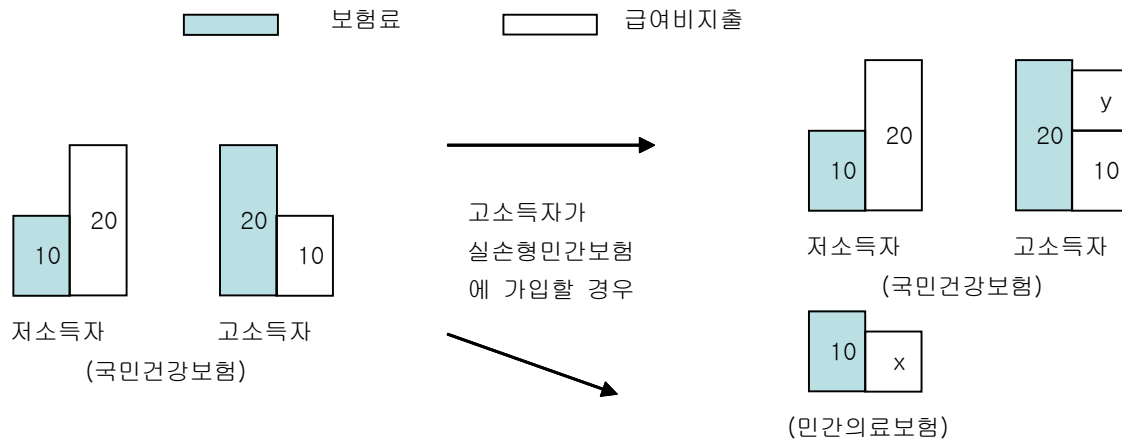 보험료
급여비지출
10
20
20
10
저소득자
고소득자
(국민건강보험)
고소득자가
실손형민간보험
에 가입할 경우
10
20
20
y
10
저소득자
고소득자
(국민건강보험)
10
x
(민간의료보험)